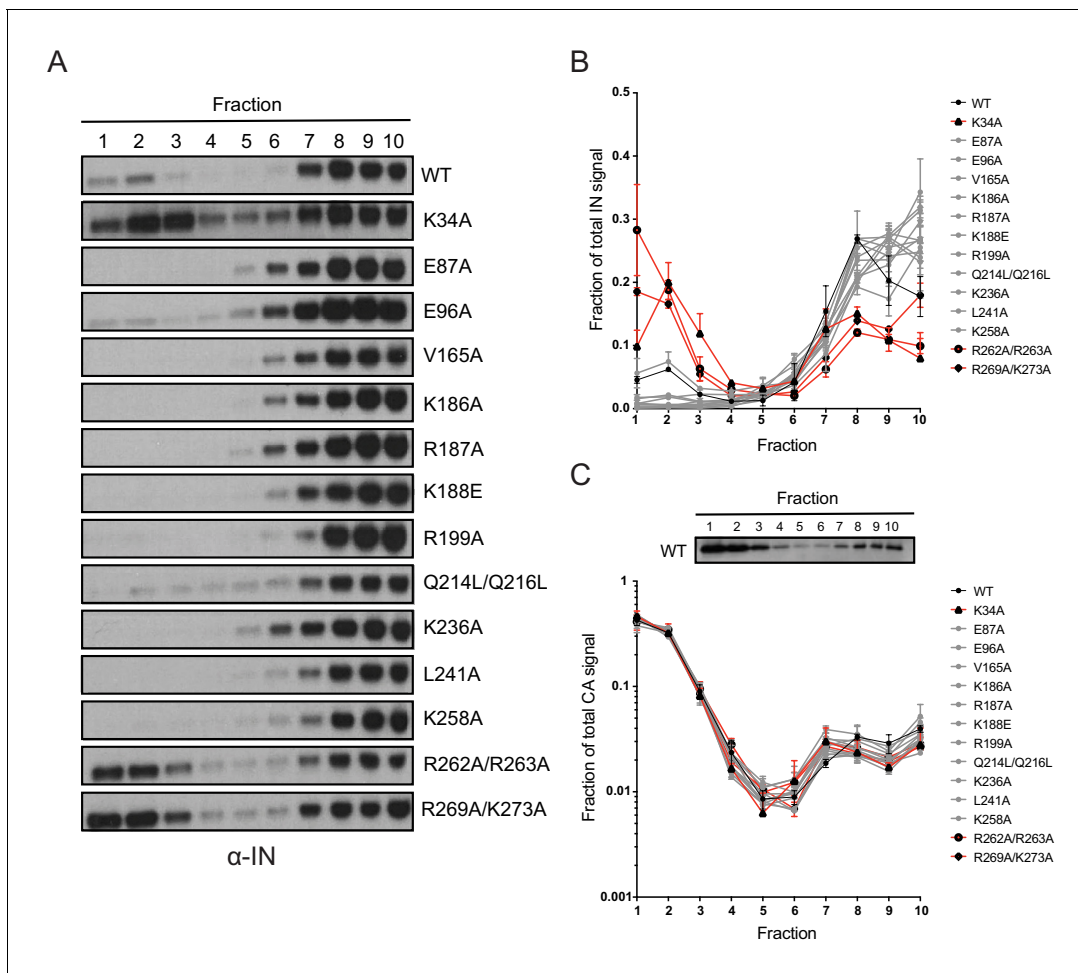 A
Fraction
1 2 3 4 5 6 7 8 9 10
WT
K34A
E87A
E96A
V165A
K186A
R187A
K188E
R199A
Q214L/Q216L
K236A
L241A
K258A
R262A/R263A
R269A/K273A
α-IN
B
Fraction of total IN signal
0.5
0.4
0.3
0.2
0.1
0.0
1 2 3 4 5 6 7 8 9 10
Fraction
WT
K34A
E87A
E96A
V165A
K186A
R187A
K188E
R199A
Q214L/Q216L
K236A
L241A
K258A
R262A/R263A
R269A/K273A
C
Fraction
1 2 3 4 5 6 7 8 9 10
WT
Fraction of total CA signal
1
0.1
0.01
0.001
1 2 3 4 5 6 7 8 9 10
Fraction
WT
K34A
E87A
E96A
V165A
K186A
R187A
K188E
R199A
Q214L/Q216L
K236A
L241A
K258A
R262A/R263A
R269A/K273A